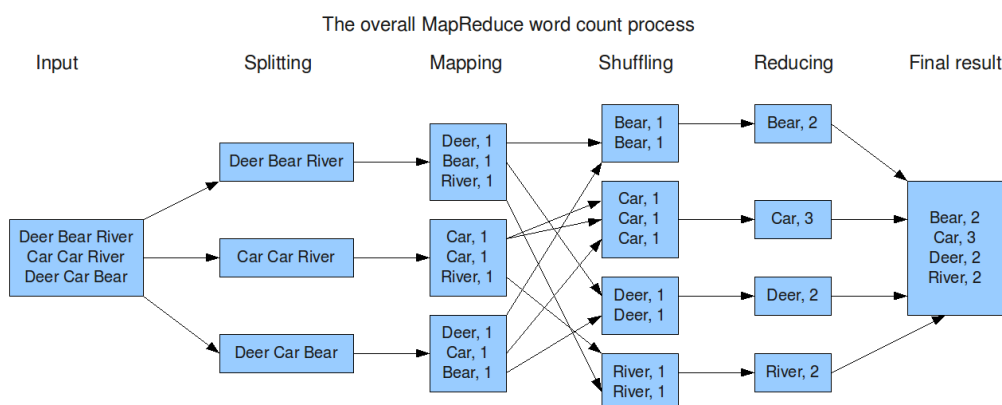 The overall MapReduce word count process
Input
Splitting
Mapping
Shuffling
Reducing
Final result
Deer Bear River
Car Car River
Deer Car Bear
Deer Bear River
Car Car River
Deer Car Bear
Deer, 1
Bear, 1
River, 1
Car, 1
Car, 1
River, 1
Deer, 1
Car, 1
Bear, 1
Bear, 1
Bear, 1
Car, 1
Car, 1
Car, 1
Deer, 1
Deer, 1
River, 1
River, 1
Bear, 2
Car, 3
Deer, 2
River, 2
Bear, 2
Car, 3
Deer, 2
River, 2